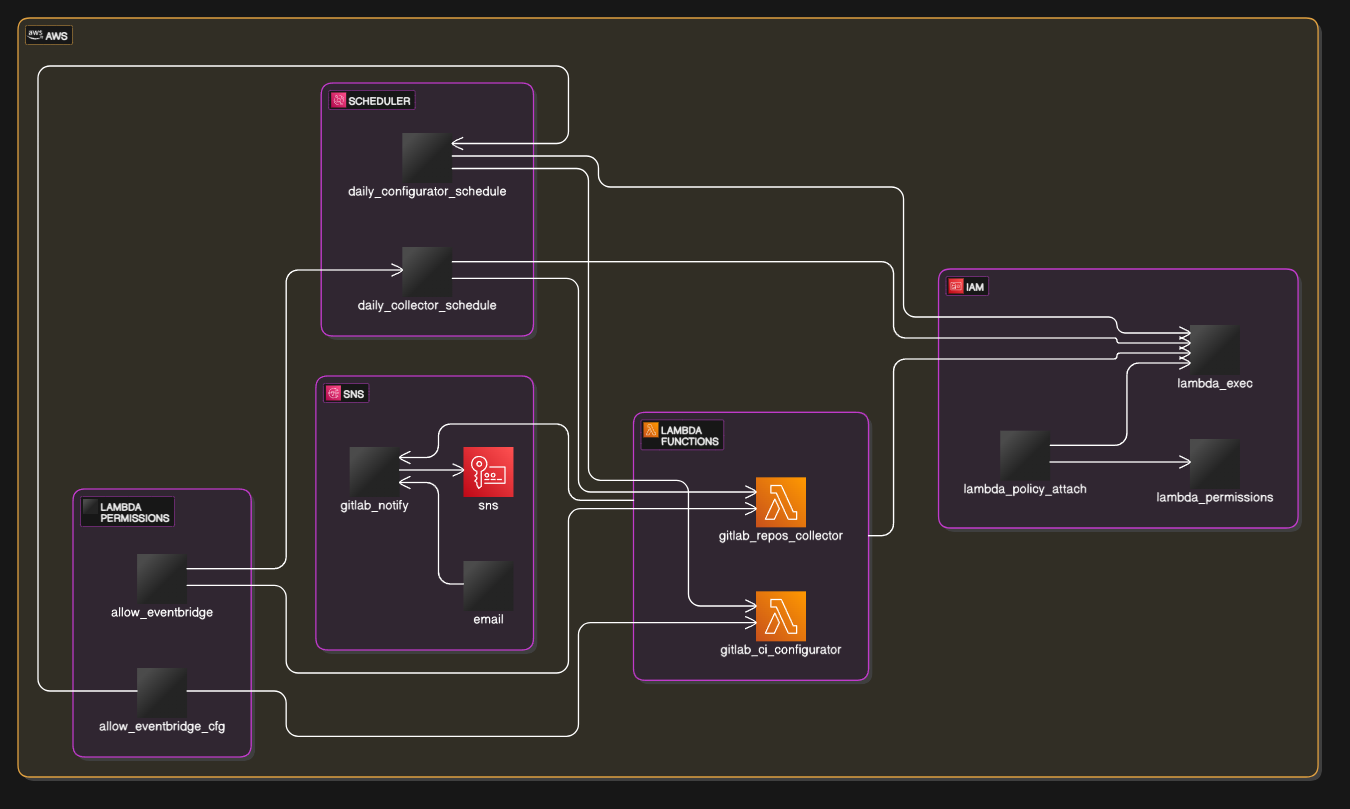 aws AWS
SCHEDULER
daily_configurator_schedule
daily_collector_schedule
IAM
lambda_exec
lambda_policy_attach
lambda_permissions
SNS
gitlab_notify
sns
email
LAMBDA
FUNCTIONS
gitlab_repos_collector
gitlab_ci_configurator
LAMBDA
PERMISSIONS
allow_eventbridge
allow_eventbridge_cfg